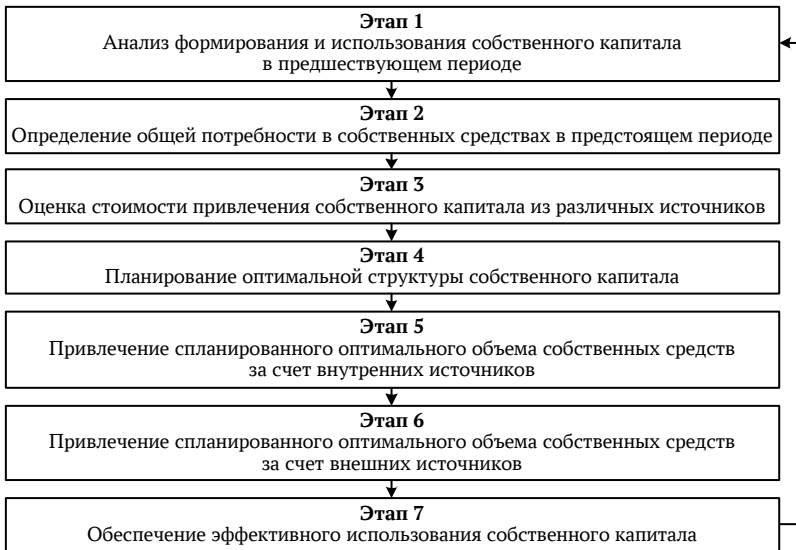 Этап 1
Анализ формирования и использования собственного капитала
в предшествующем периоде
Этап 2
Определение общей потребности в собственных средствах в предстоящем периоде
Этап 3
Оценка стоимости привлечения собственного капитала из различных источников
Этап 4
Планирование оптимальной структуры собственного капитала
Этап 5
Привлечение спланированного оптимального объема собственных средств
за счет внутренних источников
Этап 6
Привлечение спланированного оптимального объема собственных средств
за счет внешних источников
Этап 7
Обеспечение эффективного использования собственного капитала